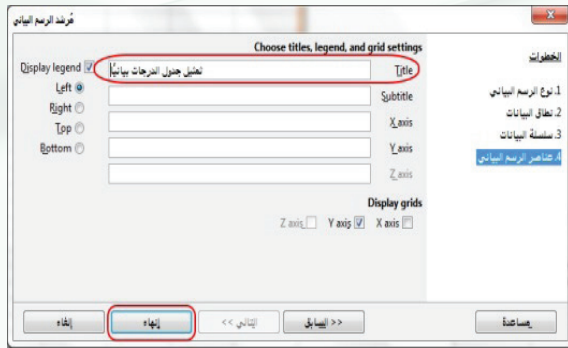 مُرشد الرسم البياني
Choose titles, legend, and grid settings
الخطوات
1. نوع الرسم البياني
2. نطاق البيانات
3. سلسلة البيانات
4. عناصر الرسم البياني
Title
تمثيل جدول الدرجات بيانيًا
Subtitle
X axis
Y axis
Z axis
Display legend
Left
Right
Top
Bottom
Display grids
X axis
Y axis
Z axis
مساعدة
<< السابق
التالي >>
إنهاء
إلغاء